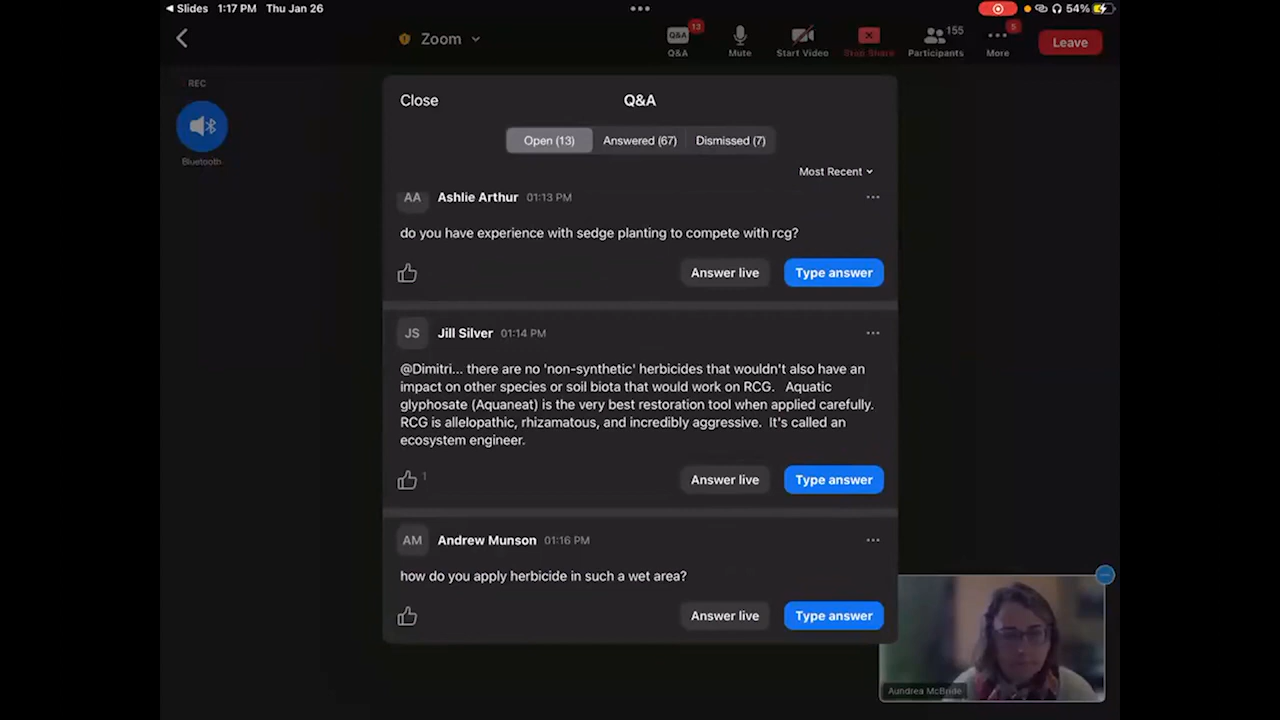 Slides 1:17 PM Thu Jan 26
54%
Zoom
Q&A 13
Q&A
Mute
Start Video
Stop Share
155
Participants
5
More
Leave
REC
Bluetooth
Close
Q&A
Open (13)
Answered (67)
Dismissed (7)
Most Recent
AA
Ashlie Arthur 01:13 PM
do you have experience with sedge planting to compete with rcg?
Answer live
Type answer
JS
Jill Silver 01:14 PM
@Dimitri... there are no 'non-synthetic' herbicides that wouldn't also have an
impact on other species or soil biota that would work on RCG. Aquatic
glyphosate (Aquaneat) is the very best restoration tool when applied carefully.
RCG is allelopathic, rhizamatous, and incredibly aggressive. It's called an
ecosystem engineer.
1
Answer live
Type answer
AM
Andrew Munson 01:16 PM
how do you apply herbicide in such a wet area?
Answer live
Type answer
Aundrea McBride